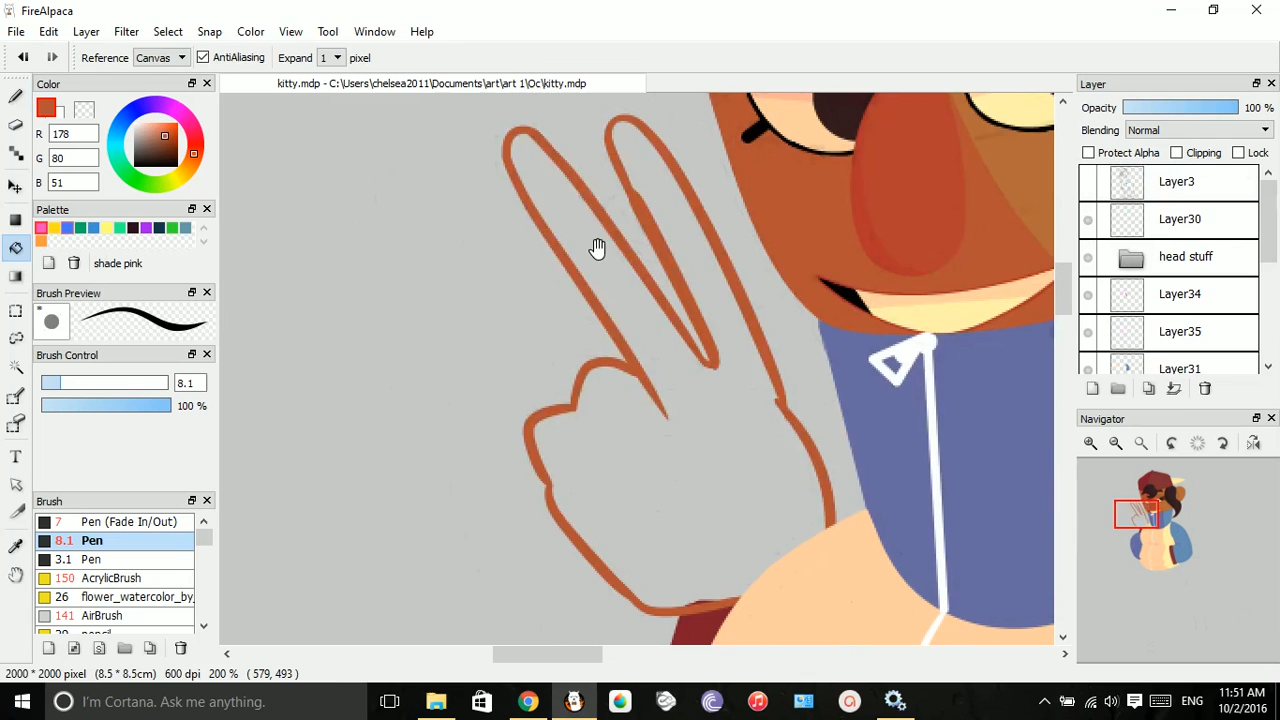 FireAlpaca
File Edit Layer Filter Select Snap Color View Tool Window Help
Reference Canvas AntiAliasing Expand 1 pixel
Color
kitty.mdp - C:\Users\chelsea2011\Documents\art\art 1\Oc\kitty.mdp
Layer
R 178
G 80
B 51
Opacity 100 %
Blending Normal
Protect Alpha Clipping Lock
Layer3
Layer30
head stuff
Layer34
Layer35
Layer31
Palette
shade pink
Brush Preview
Brush Control
8.1
100 %
Navigator
Brush
7 Pen (Fade In/Out)
8.1 Pen
3.1 Pen
150 AcrylicBrush
26 flower_watercolor_by_
141 AirBrush
2000 * 2000 pixel (8.5 * 8.5cm) 600 dpi 200 % ( 579, 493 )
I'm Cortana. Ask me anything.
ENG
11:51 AM
10/2/2016